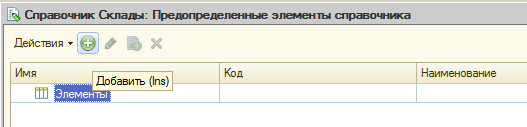 Справочник Склады: Предопределенные элементы справочника
Действия
Имя Код Наименование
Добавить (Ins)
Элементы